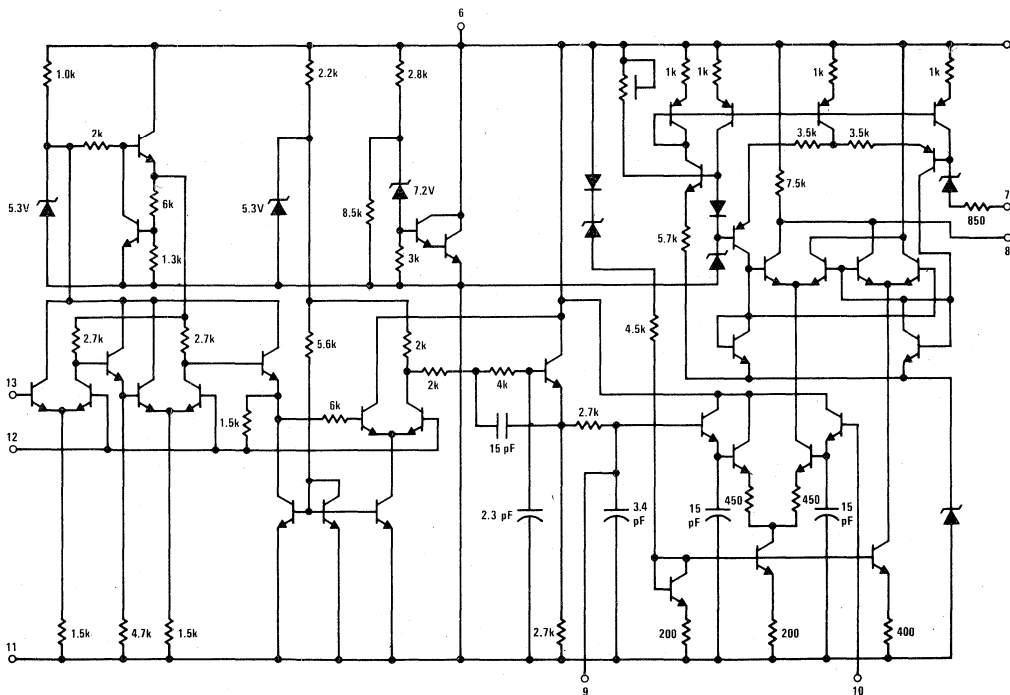 6
1.0k
2.2k
2.8k
1k
1k
1k
1k
2k
3.5k
3.5k
5.3V
6k
5.3V
7.2V
8.5k
7.5k
7
850
1.3k
3k
5.7k
8
2.7k
2.7k
5.6k
2k
4.5k
13
2k
4k
12
1.5k
6k
15 pF
2.7k
2.3 pF
3.4
pF
15
pF
450
450
15
pF
1.5k
4.7k
1.5k
2.7k
200
200
400
11
9
10